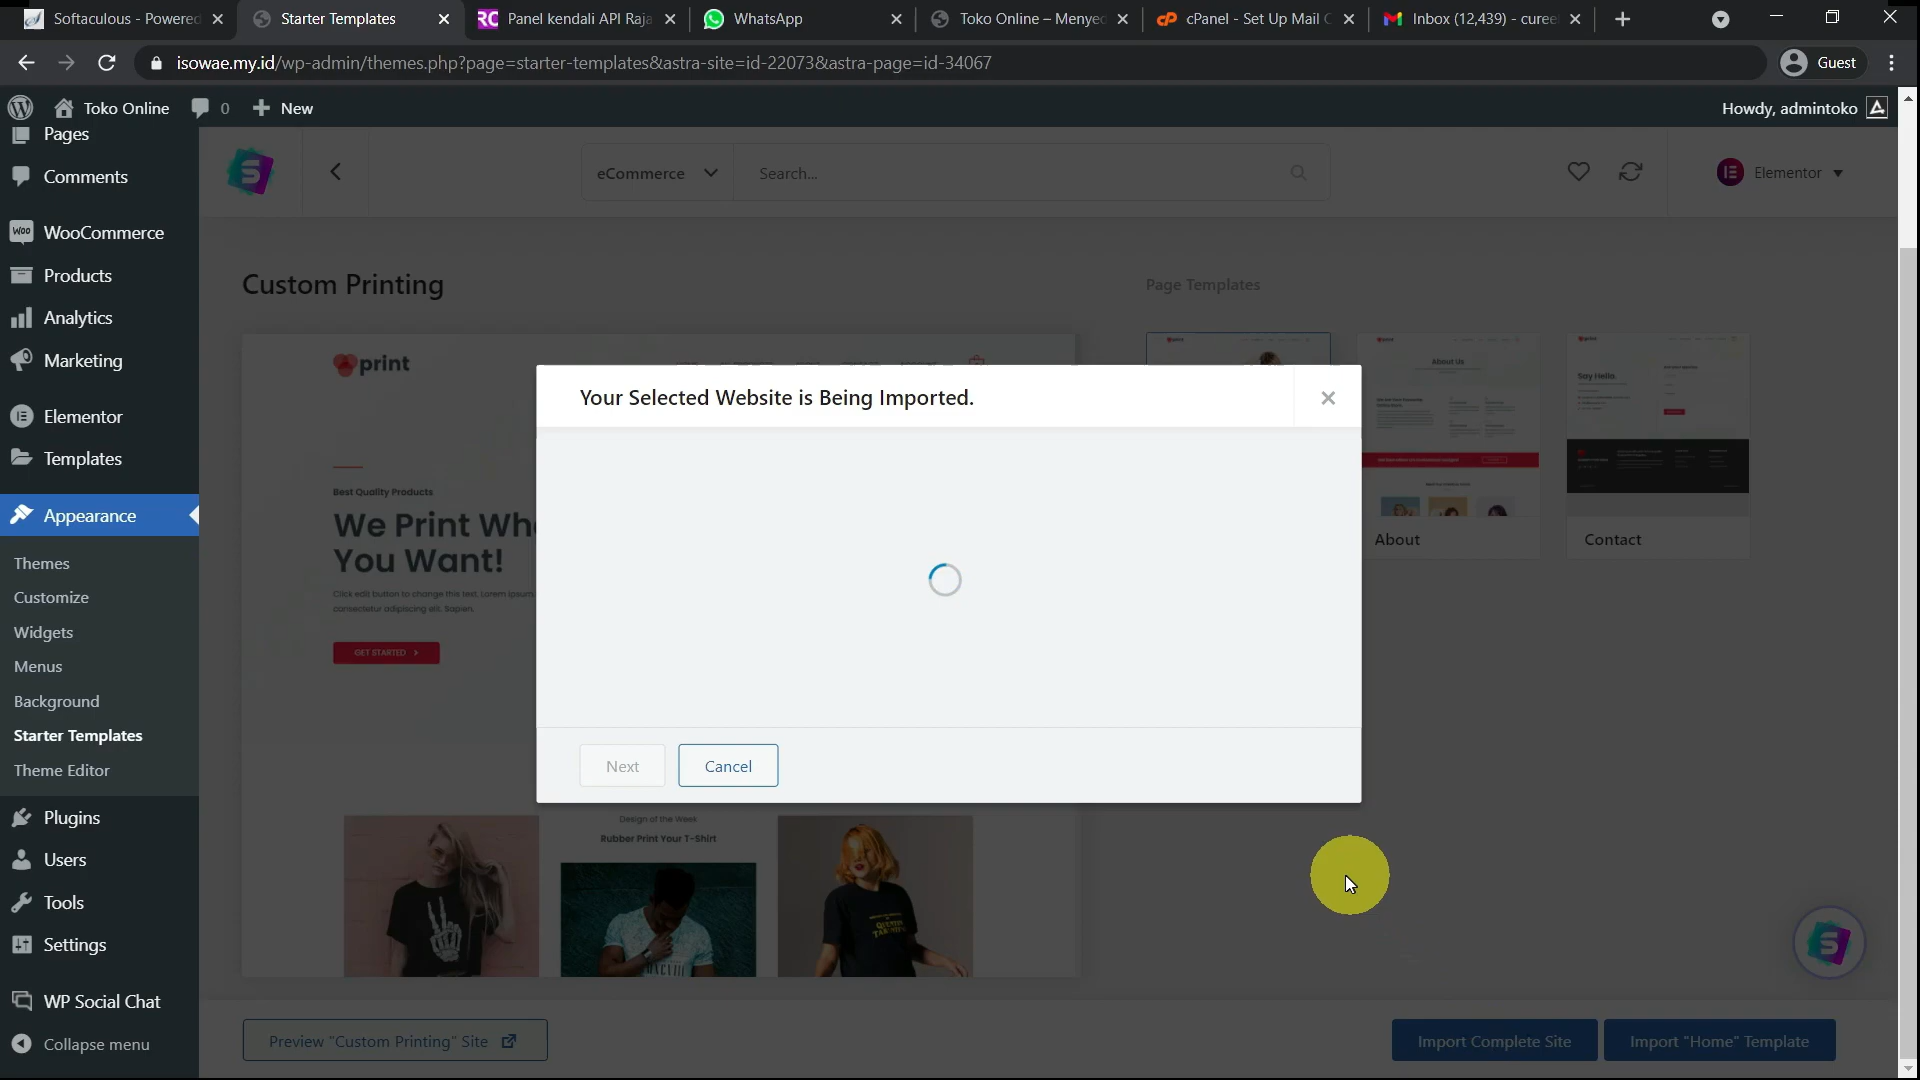 Softaculous - Powered
Starter Templates
RC Panel kendali API Raja
WhatsApp
Toko Online – Menyed
cP cPanel - Set Up Mail C
Inbox (12,439) - curee
isowae.my.id/wp-admin/themes.php?page=starter-templates&astra-site=id-22073&astra-page=id-34067
Guest
Toko Online
0
New
Howdy, admintoko
Pages
Comments
WooCommerce
Products
Analytics
Marketing
Elementor
Templates
Appearance
Themes
Customize
Widgets
Menus
Background
Starter Templates
Theme Editor
Plugins
Users
Tools
Settings
WP Social Chat
Collapse menu
eCommerce
Search...
Elementor
Custom Printing
Page Templates
print
Best Quality Products
We Print Wh
You Want!
Click edit button to change this text. Lorem ipsum
consectetur adipiscing elit. Sapien.
GET STARTED >
Your Selected Website is Being Imported.
Next
Cancel
About Us
About
Say Hello.
Contact
Design of the Week
Rubber Print Your T-Shirt
Preview "Custom Printing" Site
Import Complete Site
Import "Home" Template